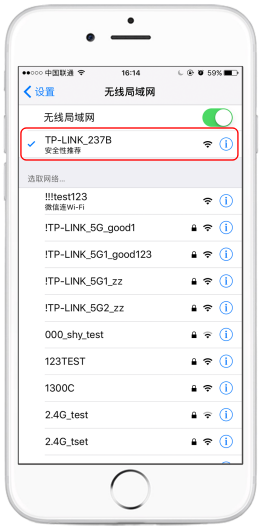 中国联通 16:14 59%
设置 无线局域网
无线局域网
TP-LINK_237B
安全性推荐
选取网络...
!!!test123
微信连Wi-Fi
!TP-LINK_5G_good1
!TP-LINK_5G1_good123
!TP-LINK_5G1_zz
!TP-LINK_5G2_zz
000_shy_test
123TEST
1300C
2.4G_test
2.4G_tset